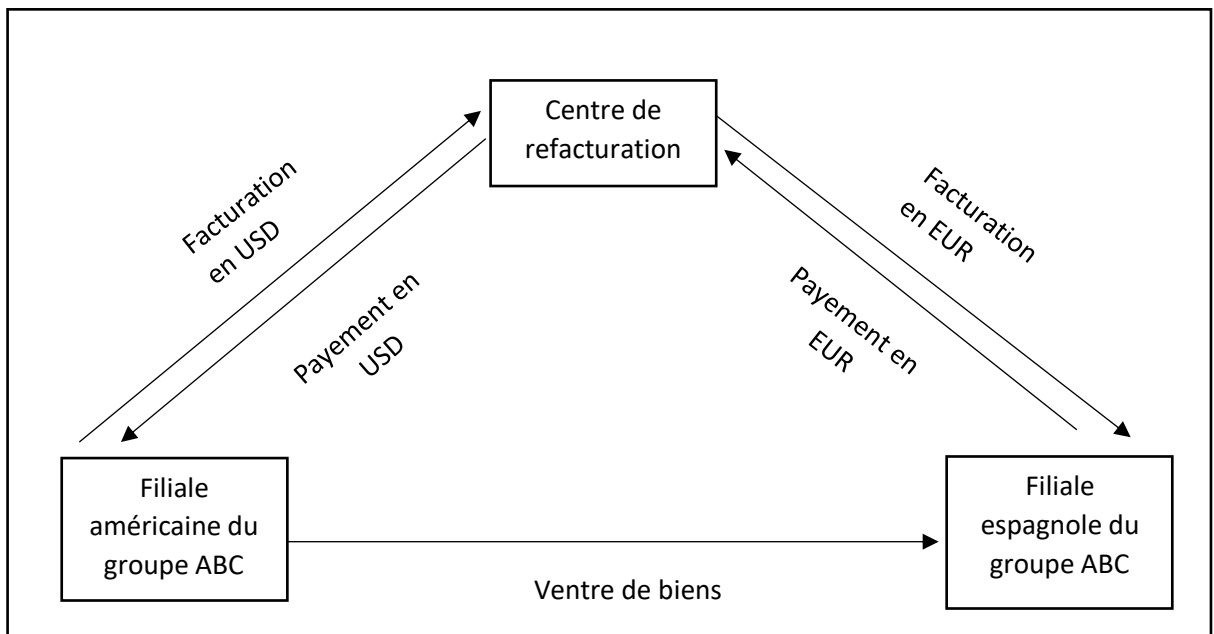 Centre de
refacturation
Facturation
en USD
Payement en
USD
Facturation
en EUR
Payement en
EUR
Filiale
américaine du
groupe ABC
Filiale
espagnole du
groupe ABC
Ventre de biens